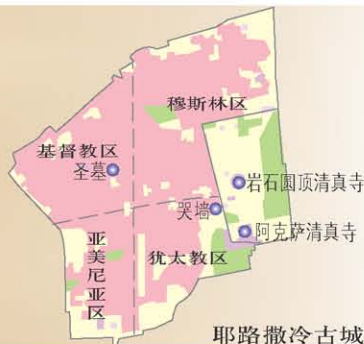 穆斯林区
基督教区
圣墓
岩石圆顶清真寺
哭墙
阿克萨清真寺
亚美尼亚区
犹太教区
耶路撒冷古城